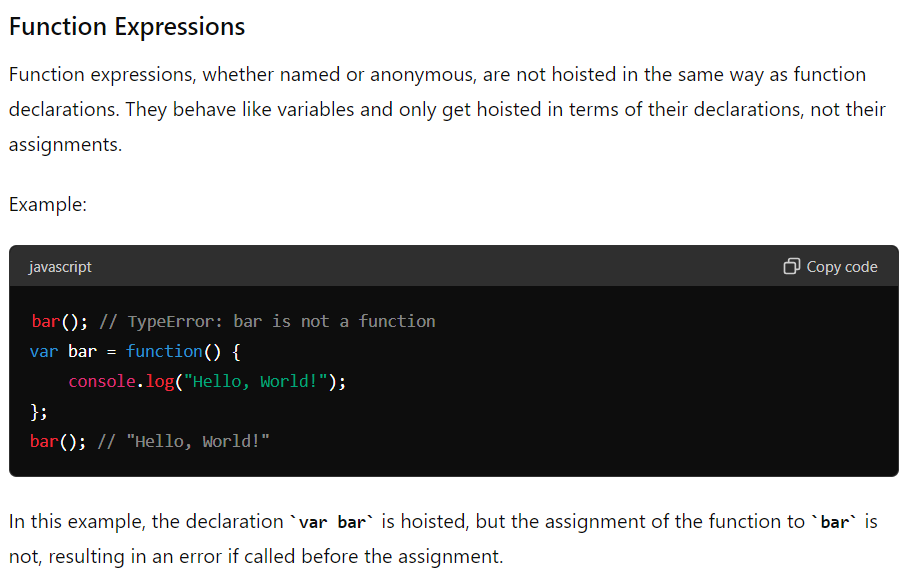 Function Expressions
Function expressions, whether named or anonymous, are not hoisted in the same way as function
declarations. They behave like variables and only get hoisted in terms of their declarations, not their
assignments.
Example:
javascript
Copy code
bar(); // TypeError: bar is not a function
var bar = function() {
    console.log("Hello, World!");
};
bar(); // "Hello, World!"
In this example, the declaration `var bar` is hoisted, but the assignment of the function to `bar` is
not, resulting in an error if called before the assignment.